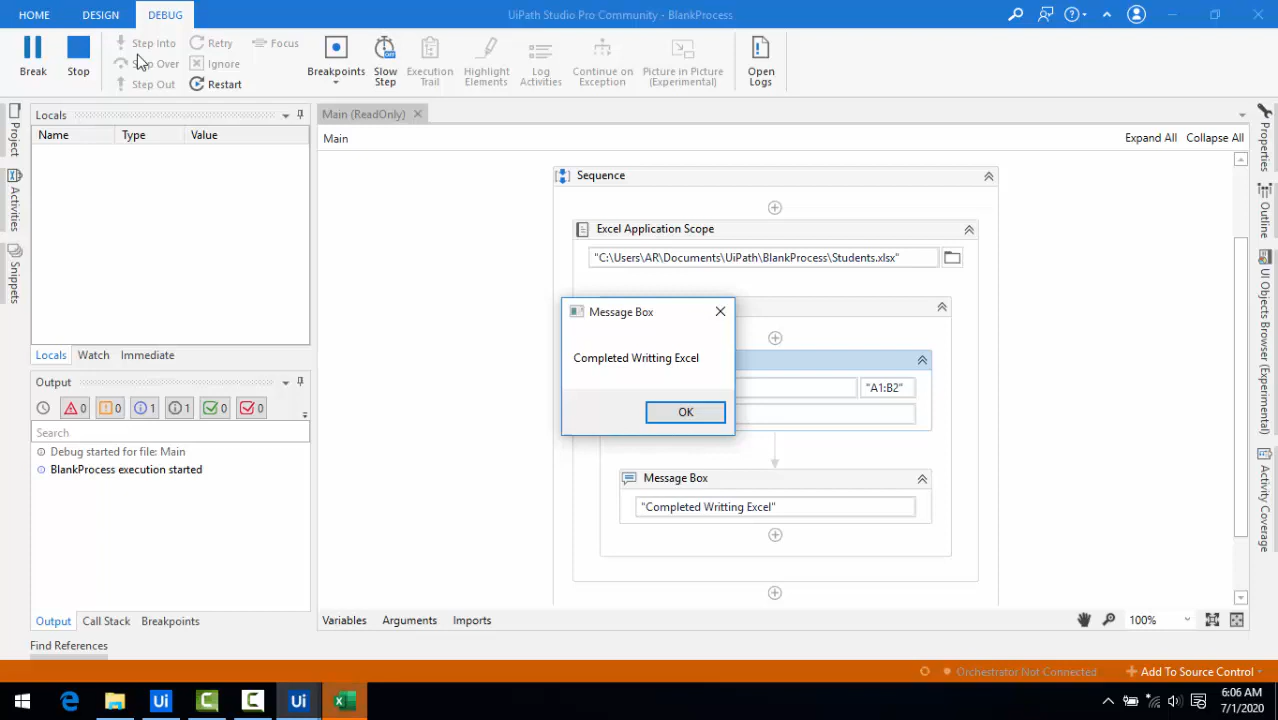 HOME DESIGN DEBUG UiPath Studio Pro Community - BlankProcess
Break
Stop
Step Into
Step Over
Step Out
Retry
Ignore
Restart
Focus
Breakpoints
Slow
Step
Execution
Trail
Highlight
Elements
Log
Activities
Continue on
Exception
Picture in Picture
(Experimental)
Open
Logs
Project
Activities
Snippets
Locals
Name Type Value
Locals Watch Immediate
Output
0 0 1 1 0 0
Search
Debug started for file: Main
BlankProcess execution started
Output Call Stack Breakpoints
Find References
Main (ReadOnly)
Main Expand All Collapse All
Sequence
Excel Application Scope
"C:\Users\AR\Documents\UiPath\BlankProcess\Students.xlsx"
Message Box
Completed Writting Excel
OK
"A1:B2"
Message Box
"Completed Writting Excel"
Variables Arguments Imports 100%
Properties
Outline
UI Objects Browser (Experimental)
Activity Coverage
Orchestrator Not Connected Add To Source Control
Ui
Ui
6:06 AM
7/1/2020